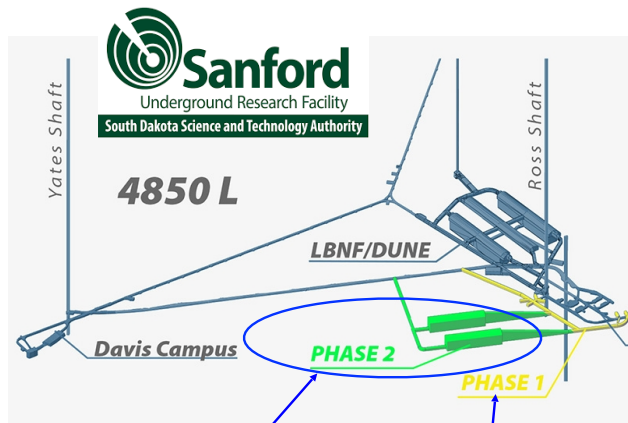 Sanford
Underground Research Facility
South Dakota Science and Technology Authority
Yates Shaft
Ross Shaft
4850 L
LBNF/DUNE
Davis Campus
PHASE 2
PHASE 1